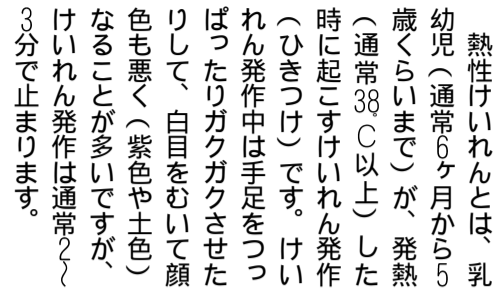 熱性けいれんとは、乳
幼児(通常6ヶ月から5
歳くらいまで)が、発熱
(通常38℃以上)した
時に起こすけいれん発作
(ひきつけ)です。けい
れん発作中は手足をつっ
ぱったりガクガクさせた
りして、白目をむいて顔
色も悪く(紫色や土色)
なることが多いですが、
けいれん発作は通常2〜
3分で止まります。